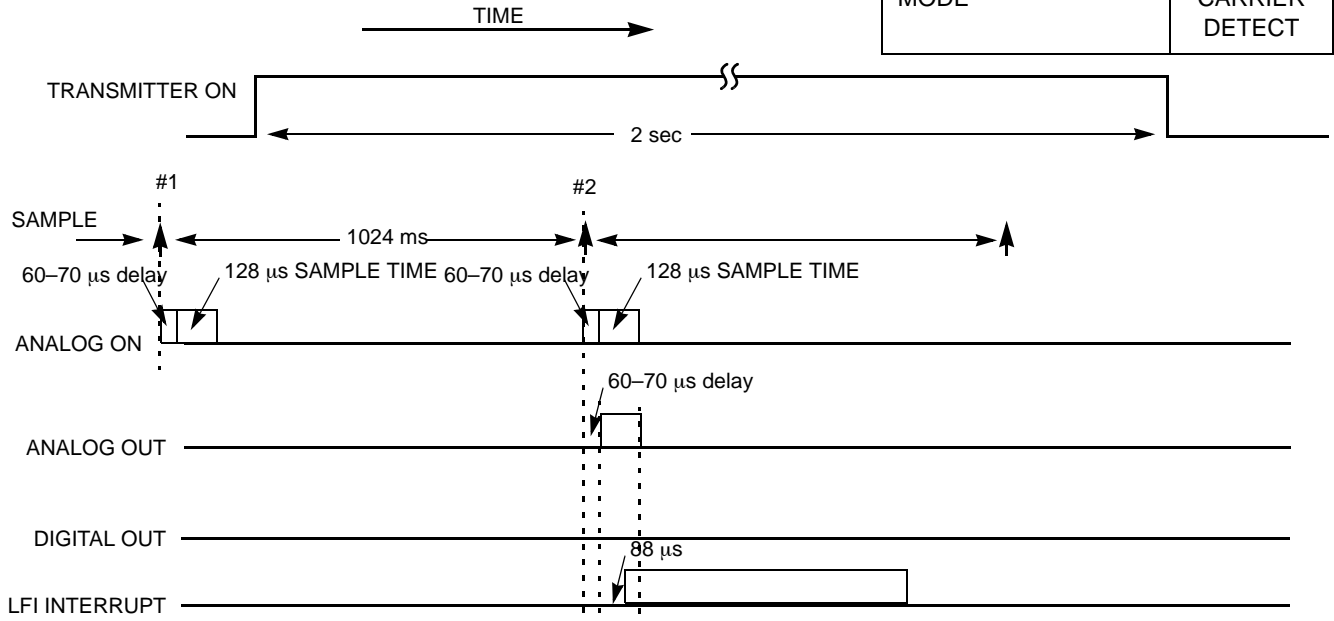 TIME
MODE
DETECT
TRANSMITTER ON
2 sec
#1
#2
SAMPLE
1024 ms
60–70 μs delay
128 μs SAMPLE TIME
60–70 μs delay
128 μs SAMPLE TIME
ANALOG ON
60–70 μs delay
ANALOG OUT
DIGITAL OUT
88 μs
LFI INTERRUPT